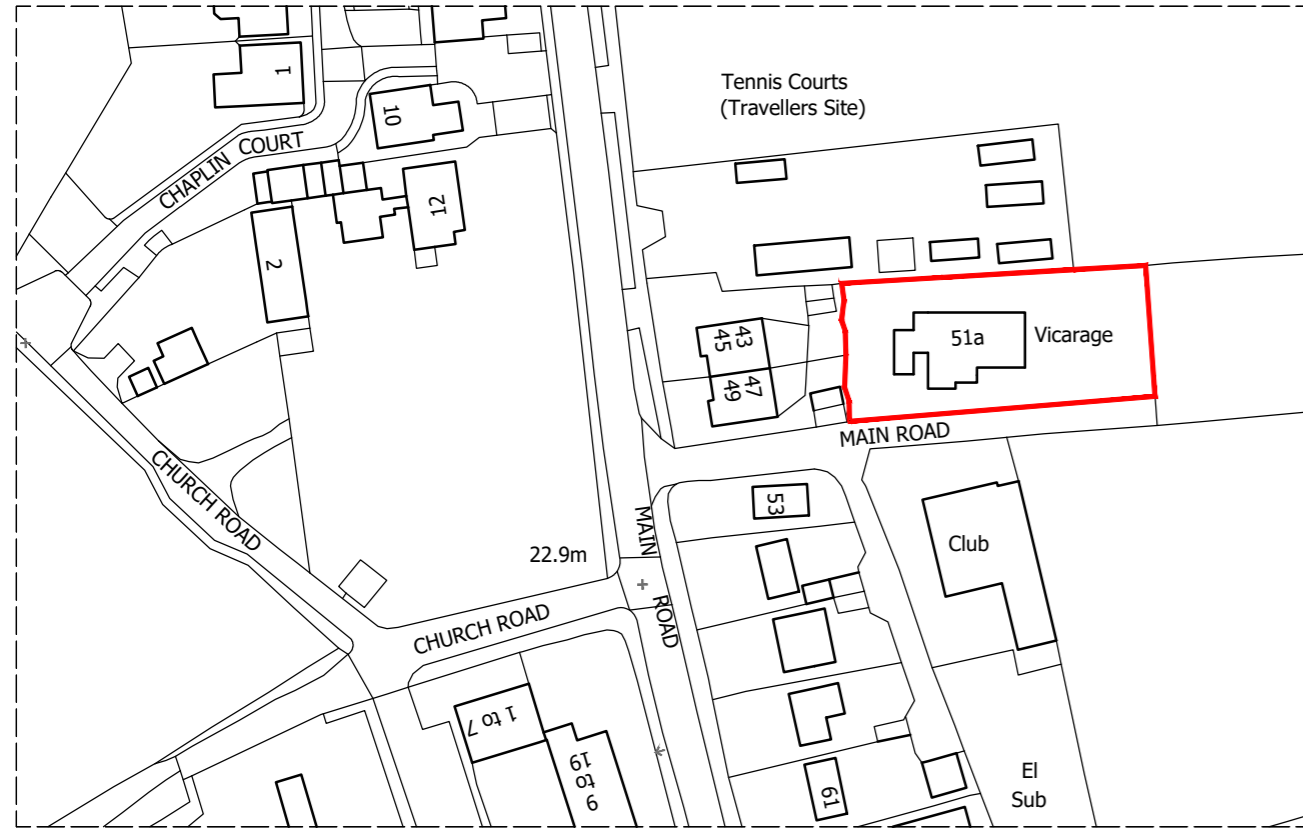 Tennis Courts
(Travellers Site)
1
10
CHAPLIN COURT
12
2
43
45
47
49
51a
Vicarage
MAIN ROAD
CHURCH ROAD
53
MAIN
ROAD
22.9m
Club
CHURCH ROAD
1 to 7
9
to
19
61
El
Sub